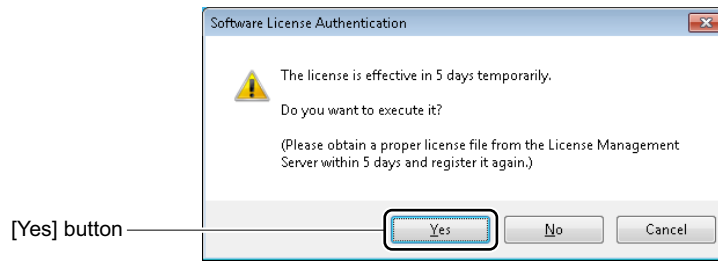 Software License Authentication
The license is effective in 5 days temporarily.
Do you want to execute it?
(Please obtain a proper license file from the License Management
Server within 5 days and register it again.)
[Yes] button
Yes
No
Cancel